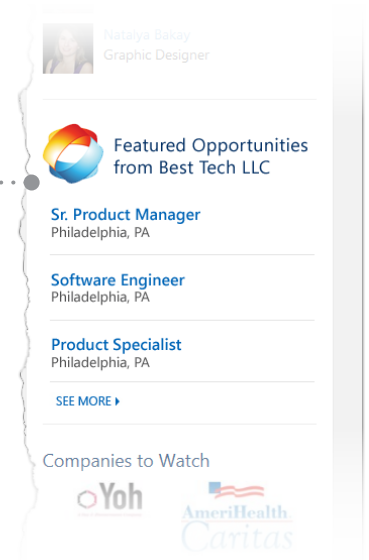 Natalya Bakay
Graphic Designer
Featured Opportunities
from Best Tech LLC
Sr. Product Manager
Philadelphia, PA
Software Engineer
Philadelphia, PA
Product Specialist
Philadelphia, PA
SEE MORE
Companies to Watch
Yoh
AmeriHealth
Caritas